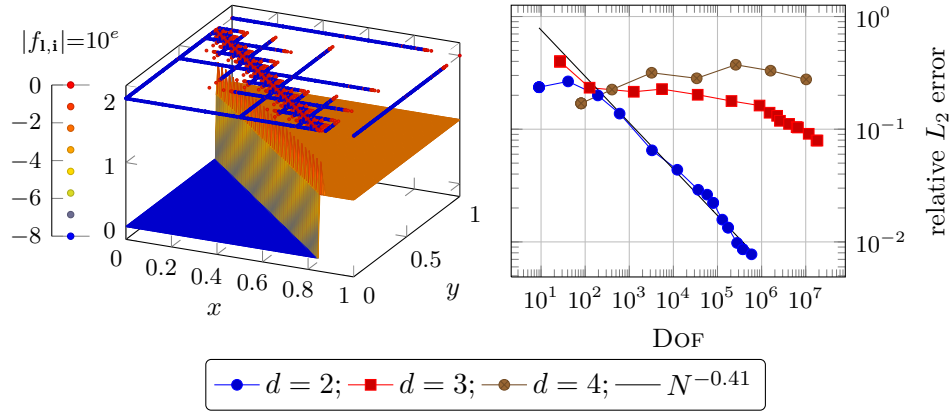 |f_{l,i}|=10^e
0
−2
−4
−6
−8
2
1
0
0
0.2
0.4
0.6
0.8
1
x
0
0.5
1
y
10^0
10^{−1}
10^{−2}
relative L_2 error
10^1 10^2 10^3 10^4 10^5 10^6 10^7
DOF
d = 2; d = 3; d = 4; N^{−0.41}